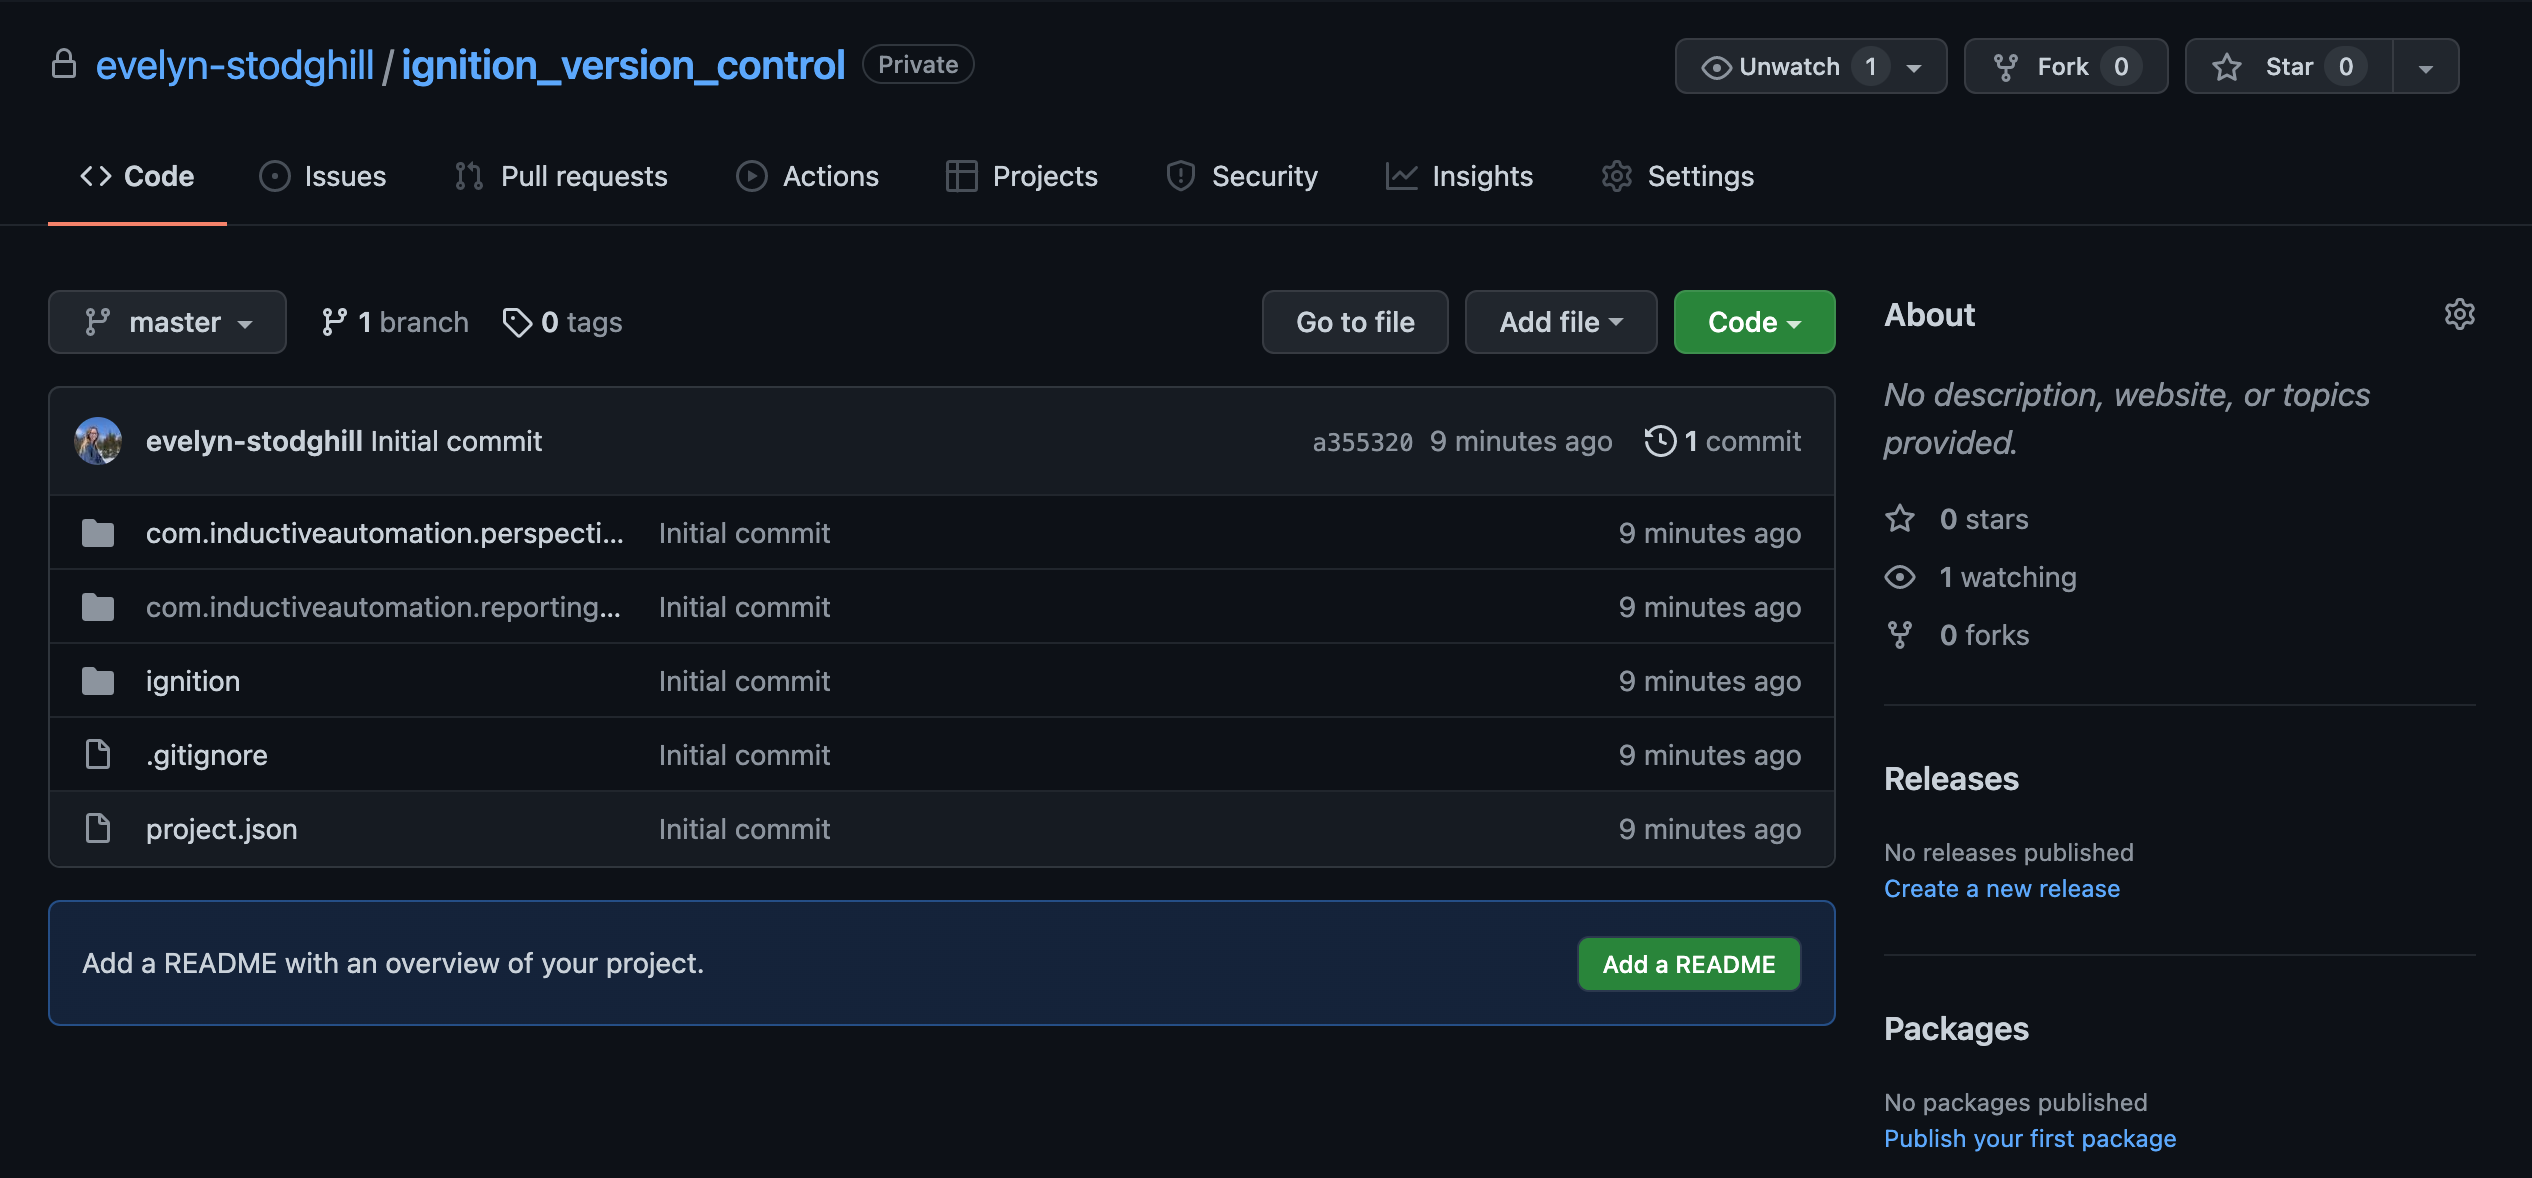 evelyn-stodghill / ignition_version_control Private Unwatch 1 Fork 0 Star 0
Code Issues Pull requests Actions Projects Security Insights Settings
master 1 branch 0 tags Go to file Add file Code
evelyn-stodghill Initial commit a355320 9 minutes ago 1 commit
com.inductiveautomation.perspecti... Initial commit 9 minutes ago
com.inductiveautomation.reporting... Initial commit 9 minutes ago
ignition Initial commit 9 minutes ago
.gitignore Initial commit 9 minutes ago
project.json Initial commit 9 minutes ago
Add a README with an overview of your project. Add a README
About
No description, website, or topics
provided.
0 stars
1 watching
0 forks
Releases
No releases published
Create a new release
Packages
No packages published
Publish your first package